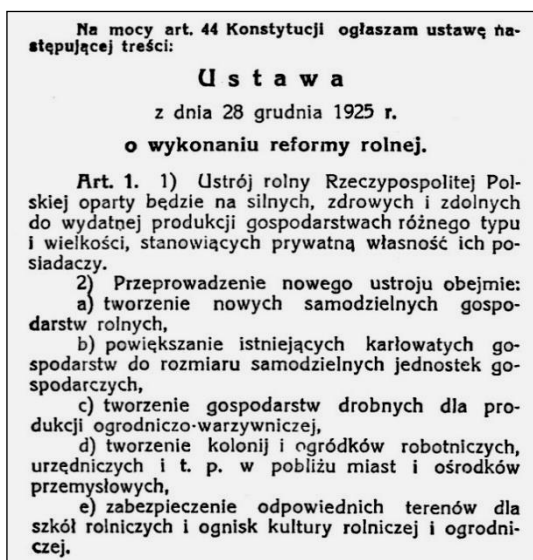 Na mocy art. 44 Konstytucji ogłaszam ustawę na-
stępującej treści:
Ustawa
z dnia 28 grudnia 1925 r.
o wykonaniu reformy rolnej.
Art. 1. 1) Ustrój rolny Rzeczypospolitej Pol-
skiej oparty będzie na silnych, zdrowych i zdolnych
do wydatnej produkcji gospodarstwach różnego typu
i wielkości, stanowiących prywatną własność ich po-
siadaczy.
2) Przeprowadzenie nowego ustroju obejmie:
a) tworzenie nowych samodzielnych gospo-
darstw rolnych,
b) powiększanie istniejących karłowatych go-
spodarstw do rozmiaru samodzielnych jednostek go-
spodarczych,
c) tworzenie gospodarstw drobnych dla pro-
dukcji ogrodniczo-warzywniczej,
d) tworzenie kolonij i ogródków robotniczych,
urzędniczych i t. p. w pobliżu miast i ośrodków
przemysłowych,
e) zabezpieczenie odpowiednich terenów dla
szkół rolniczych i ognisk kultury rolniczej i ogrodni-
czej.